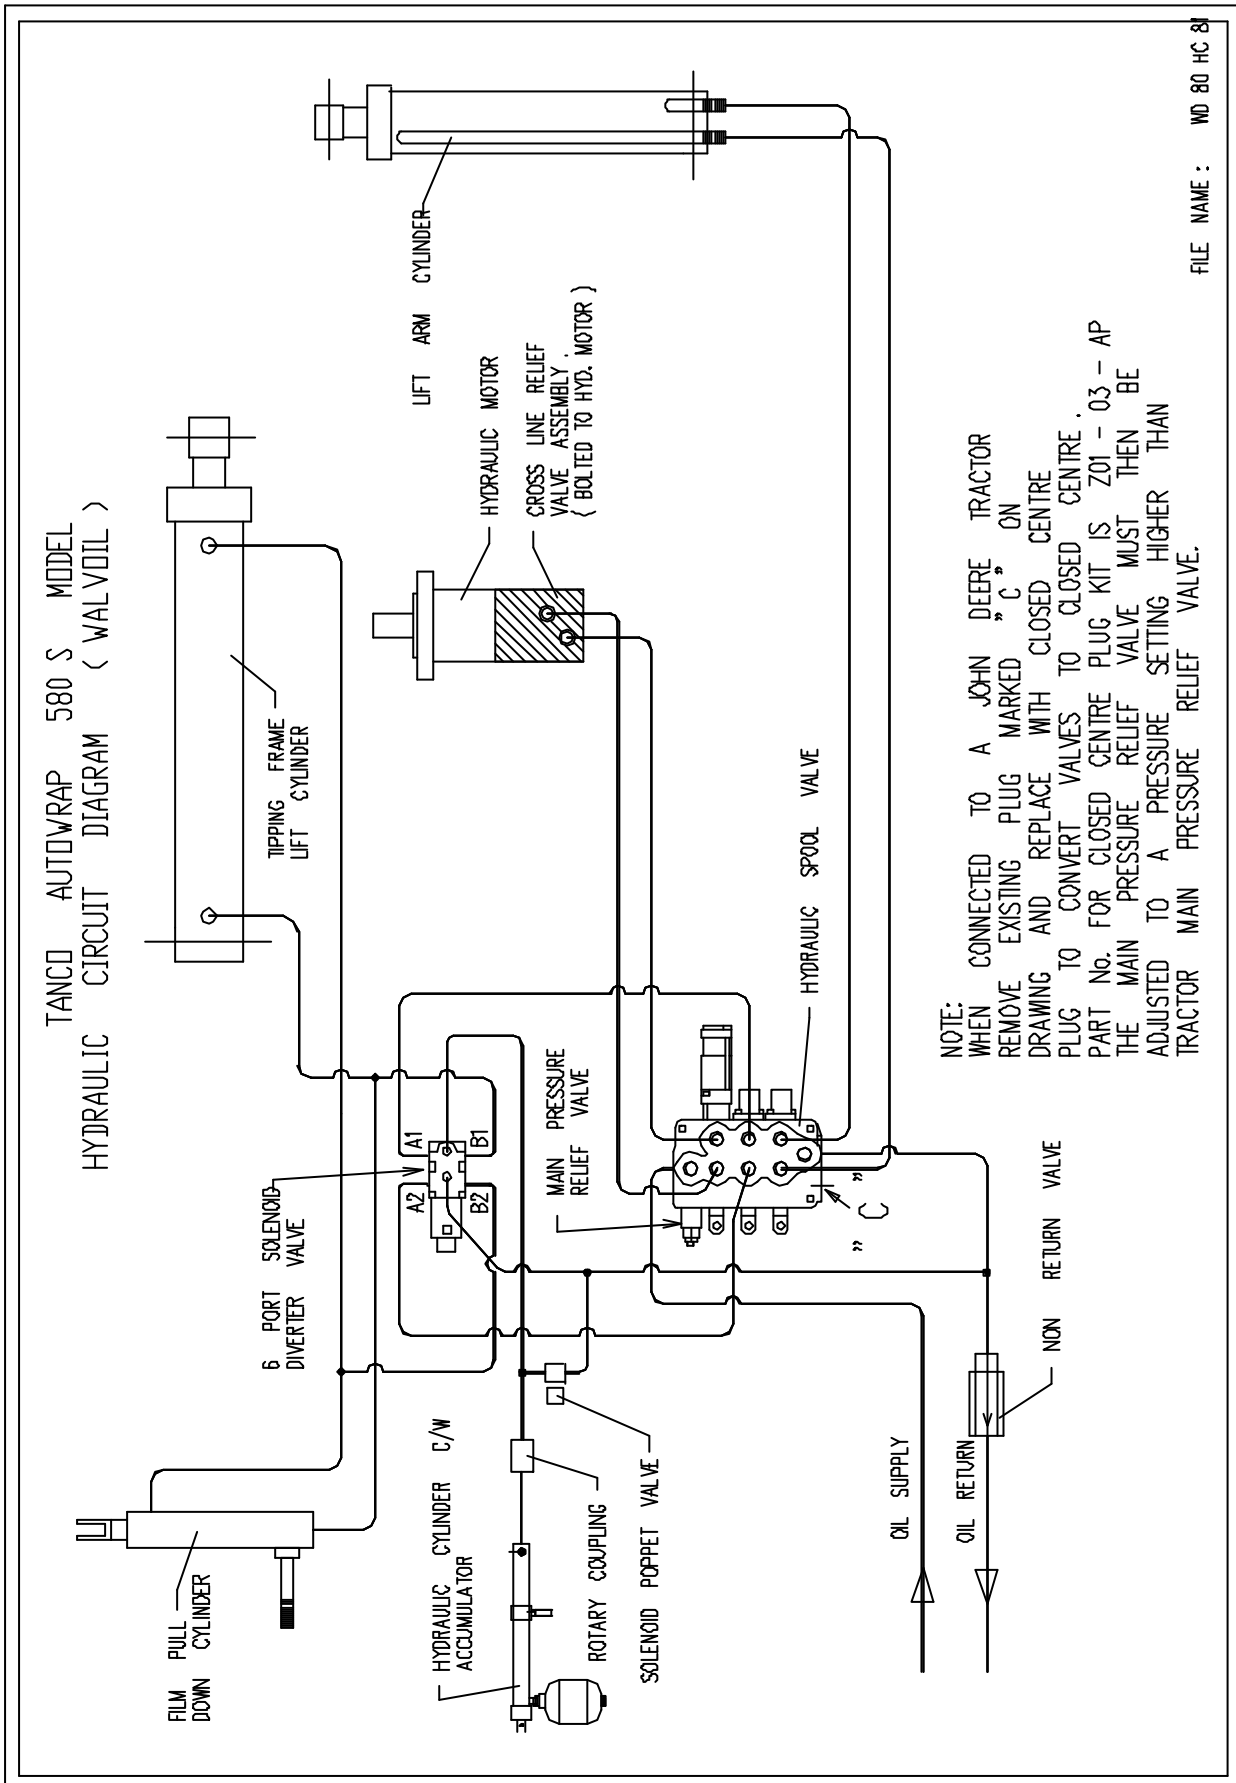 TANCO AUTOWRAP 580 S MODEL
HYDRAULIC CIRCUIT DIAGRAM ( WALVOIL )
FILM PULL
DOWN CYLINDER
6 PORT SOLENOID
DIVERTER VALVE
TIPPING FRAME
LIFT CYLINDER
A2
A1
B2
B1
LIFT ARM CYLINDER
HYDRAULIC CYLINDER C/W
ACCUMULATOR
HYDRAULIC MOTOR
CROSS LINE RELIEF
VALVE ASSEMBLY .
( BOLTED TO HYD. MOTOR )
MAIN PRESSURE
RELIEF VALVE
ROTARY COUPLING
SOLENOID POPPET VALVE
HYDRAULIC SPOOL VALVE
" C "
OIL SUPPLY
OIL RETURN
NON RETURN VALVE
NOTE:
WHEN CONNECTED TO A JOHN DEERE TRACTOR
REMOVE EXISTING PLUG MARKED " C " ON
DRAWING AND REPLACE WITH CLOSED CENTRE
PLUG TO CONVERT VALVES TO CLOSED CENTRE .
PART No. FOR CLOSED CENTRE PLUG KIT IS Z01 - 03 - AP
THE MAIN PRESSURE RELIEF VALVE MUST THEN BE
ADJUSTED TO A PRESSURE SETTING HIGHER THAN
TRACTOR MAIN PRESSURE RELIEF VALVE.
FILE NAME : WD 80 HC 81